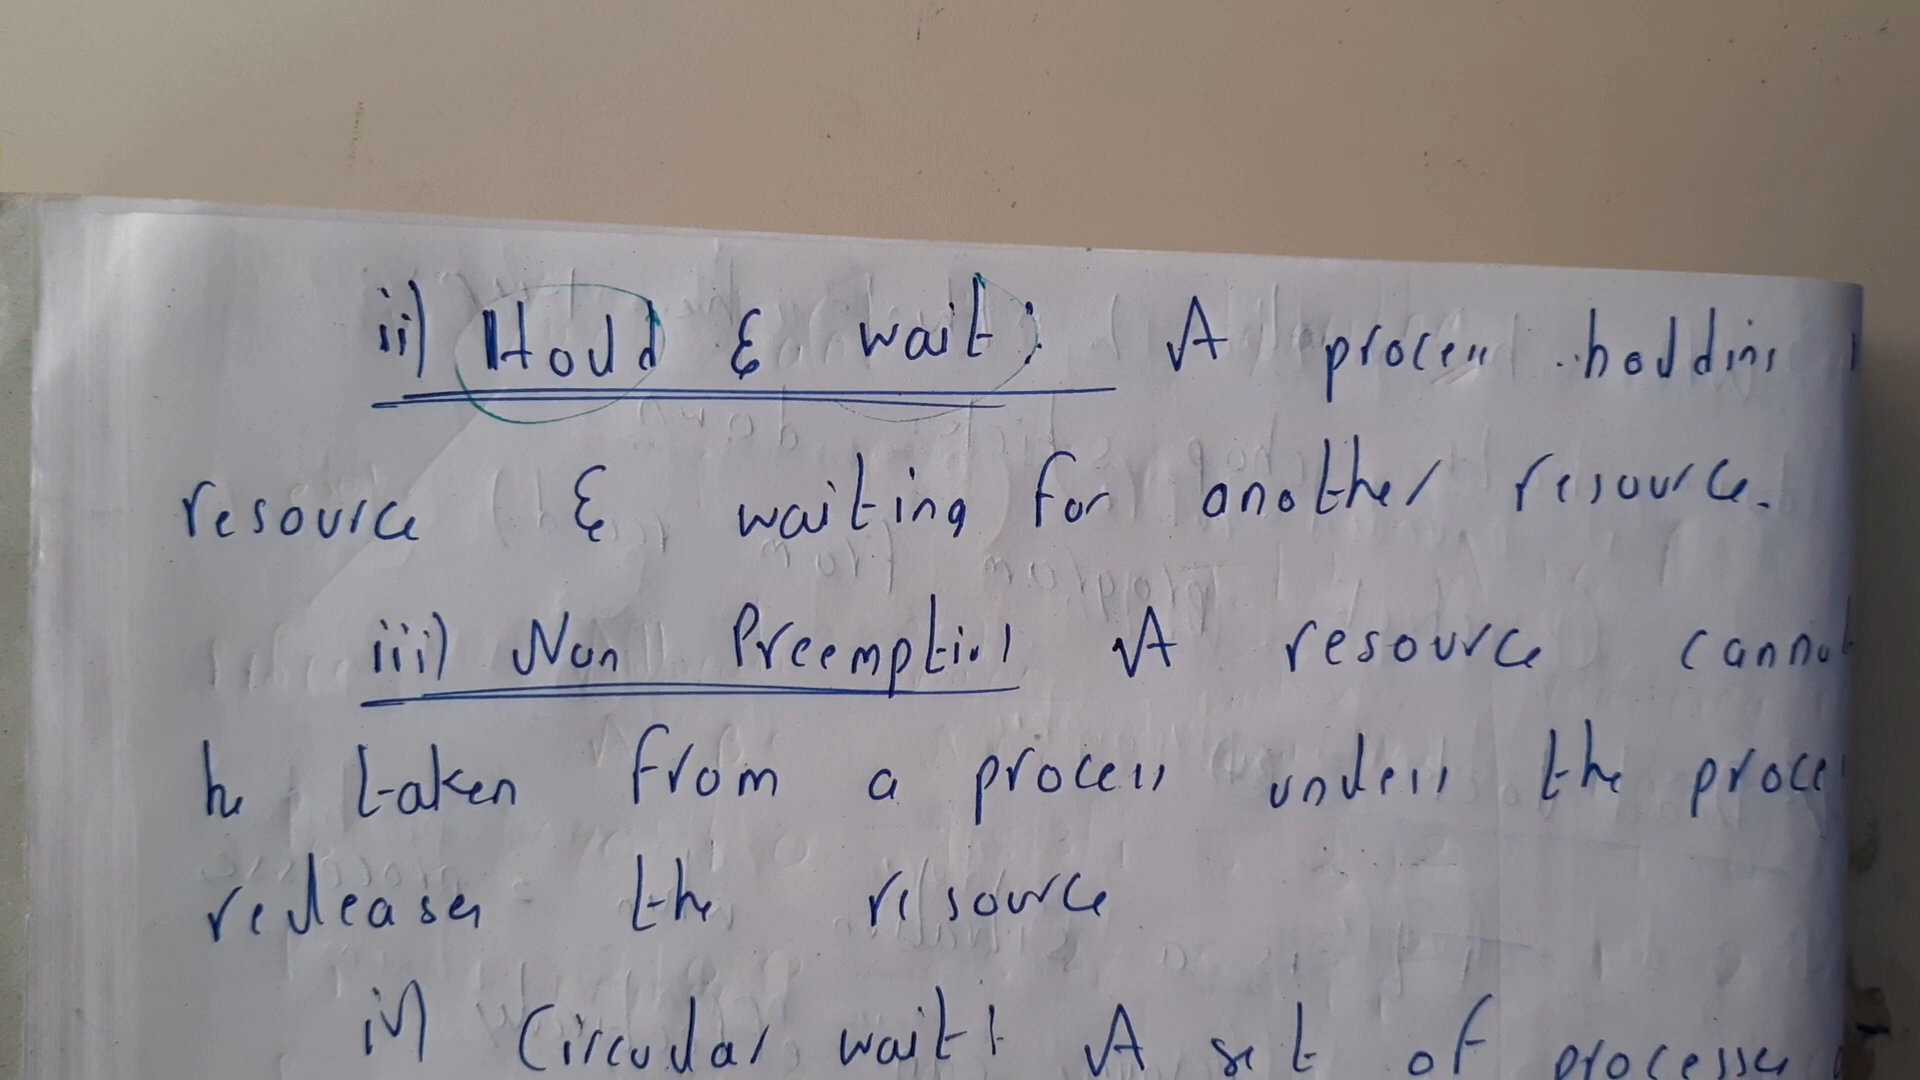 ii) Hold & wait: A process holding
resource & waiting for another resource.
iii) Non Preemption A resource cannot
be taken from a process unless the proce
releases the resource
iv) Circular wait: A set of processes